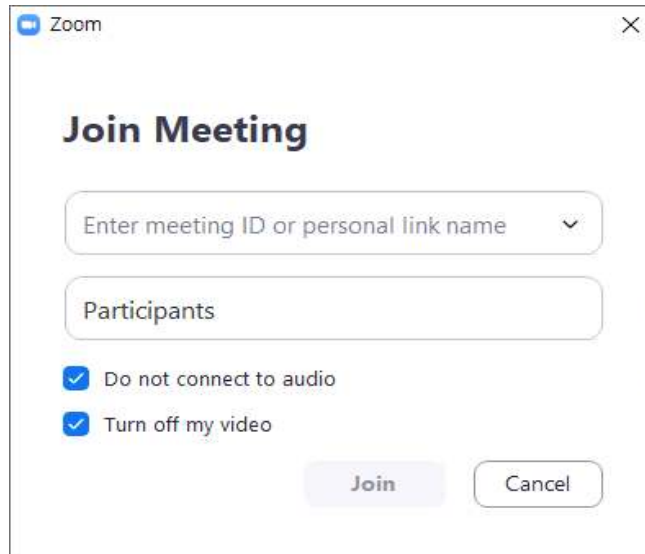 Zoom
Join Meeting
Enter meeting ID or personal link name
Participants
Do not connect to audio
Turn off my video
Join Cancel